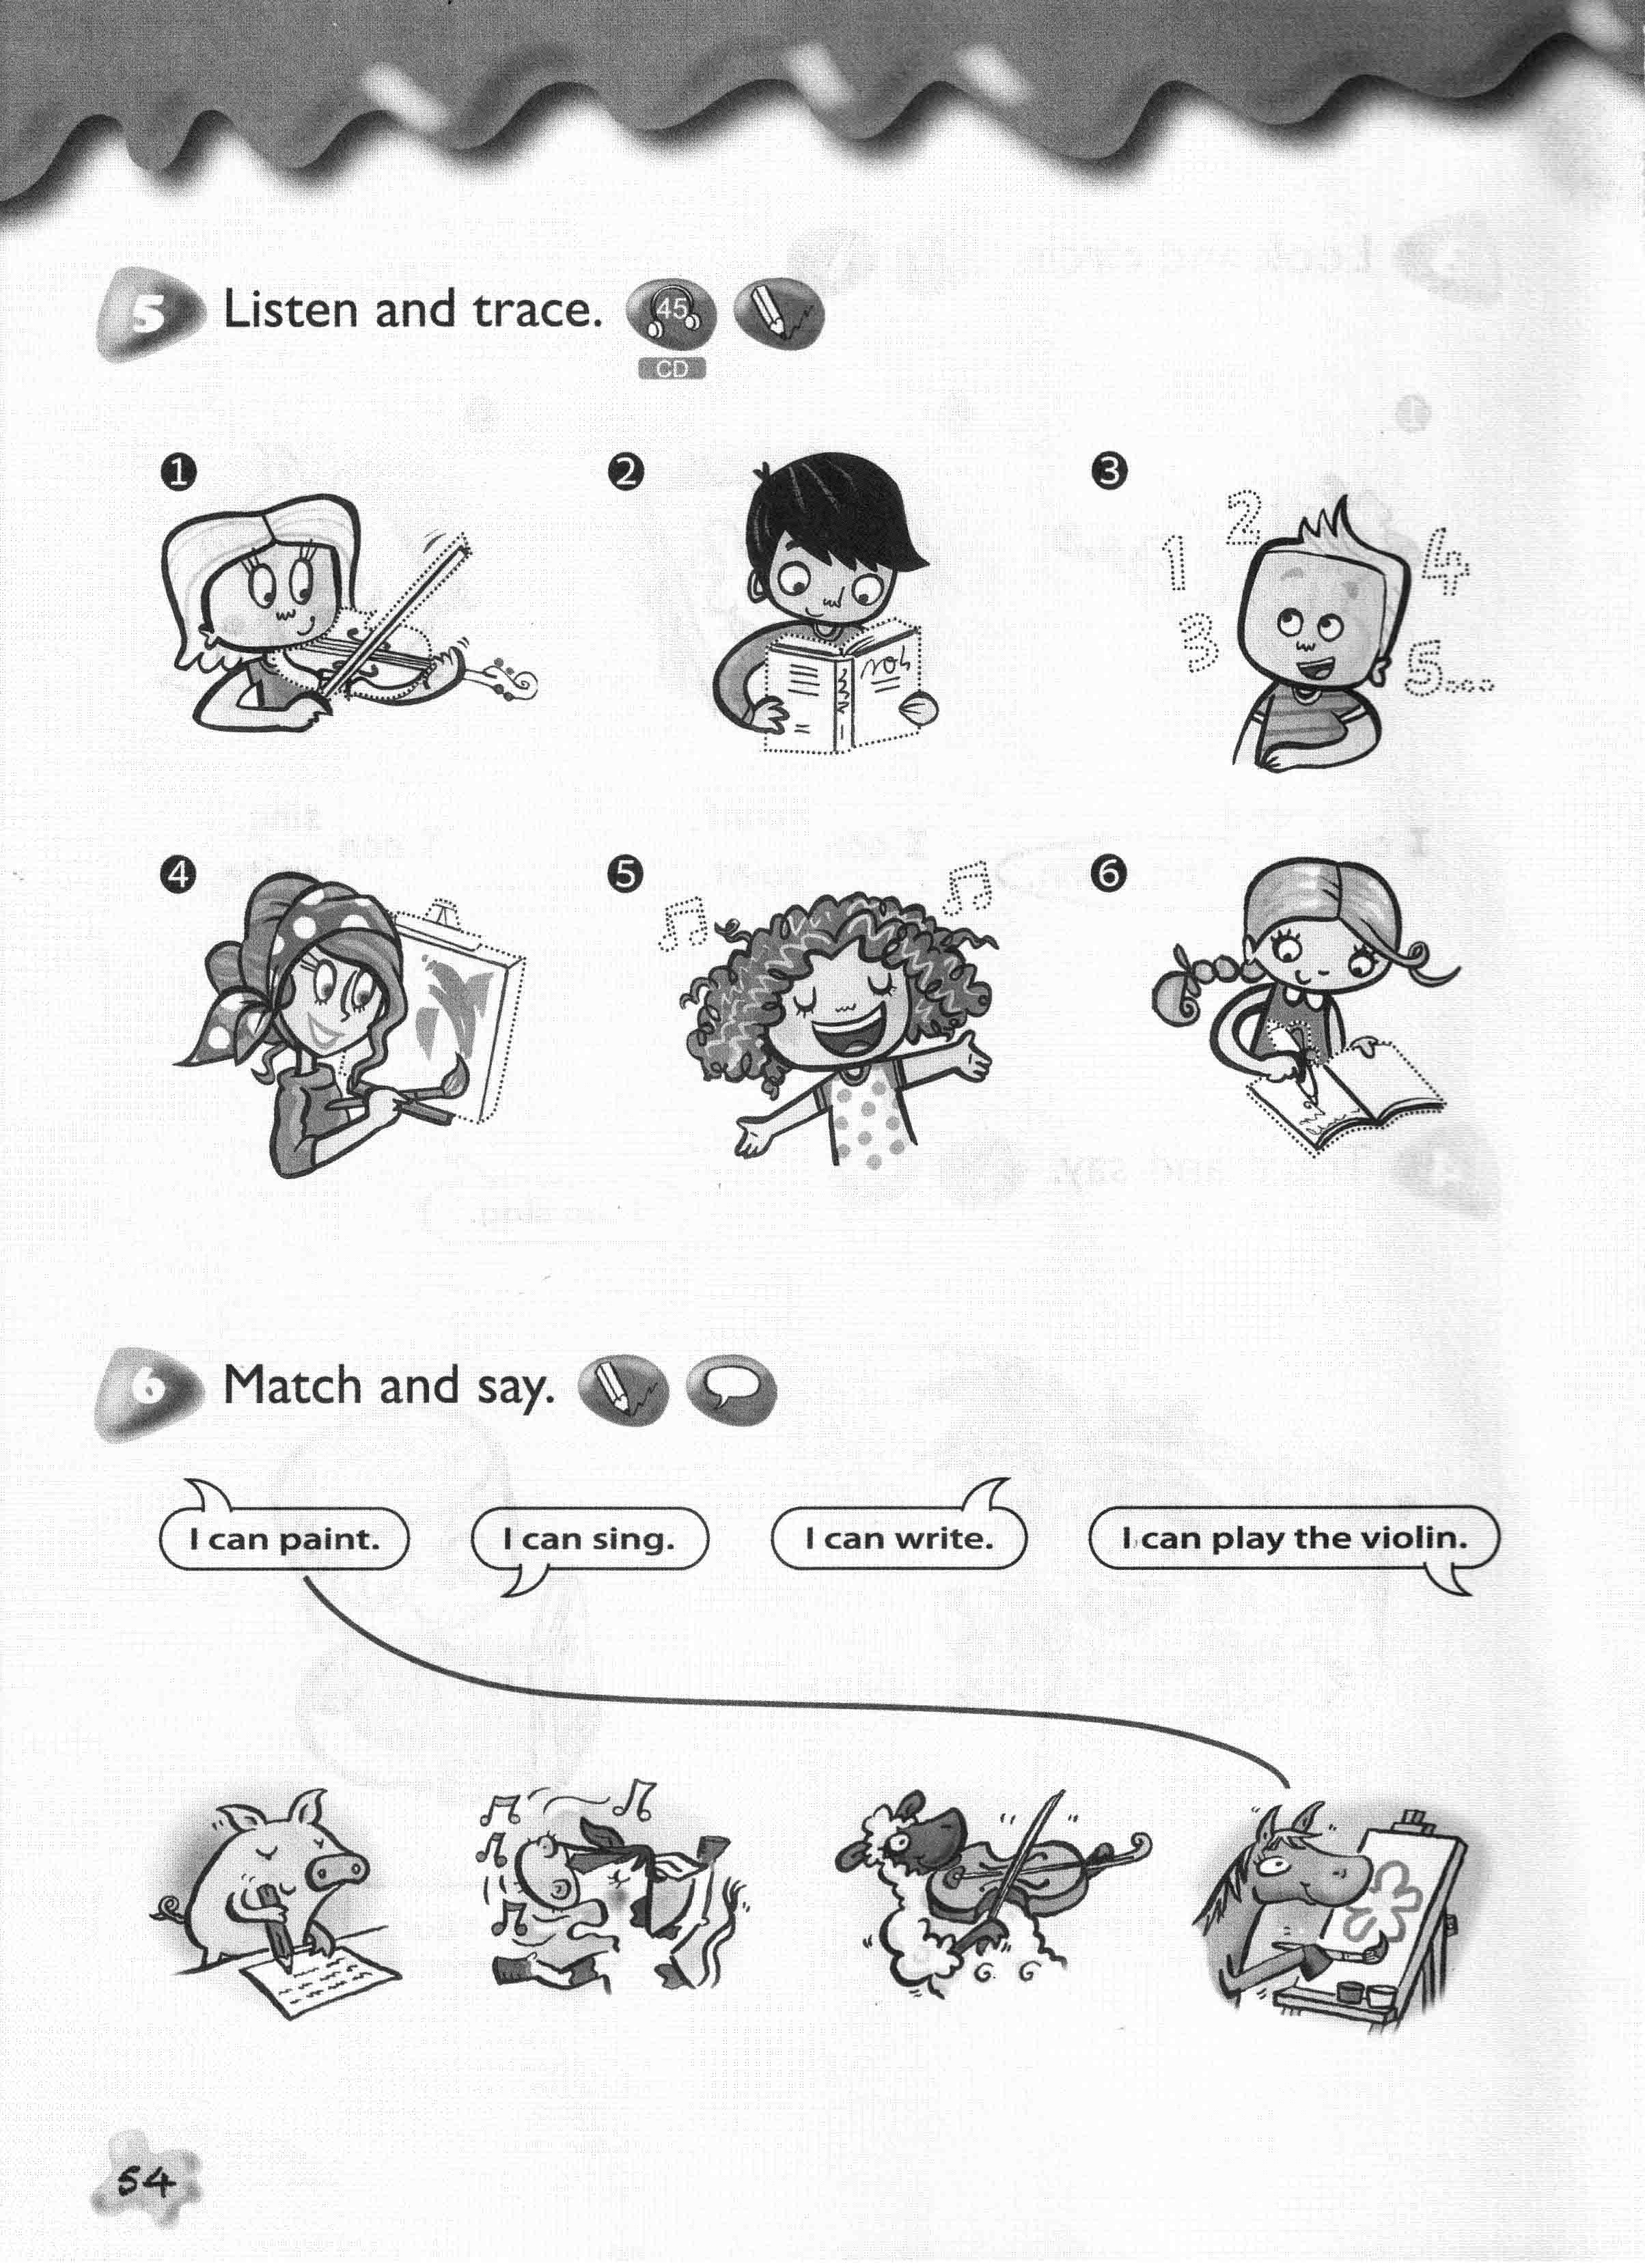 5 Listen and trace. 45
CD
1 2 3
1 2 3 4 5...
4 5 6
6 Match and say.
I can paint. I can sing. I can write. I can play the violin.
54